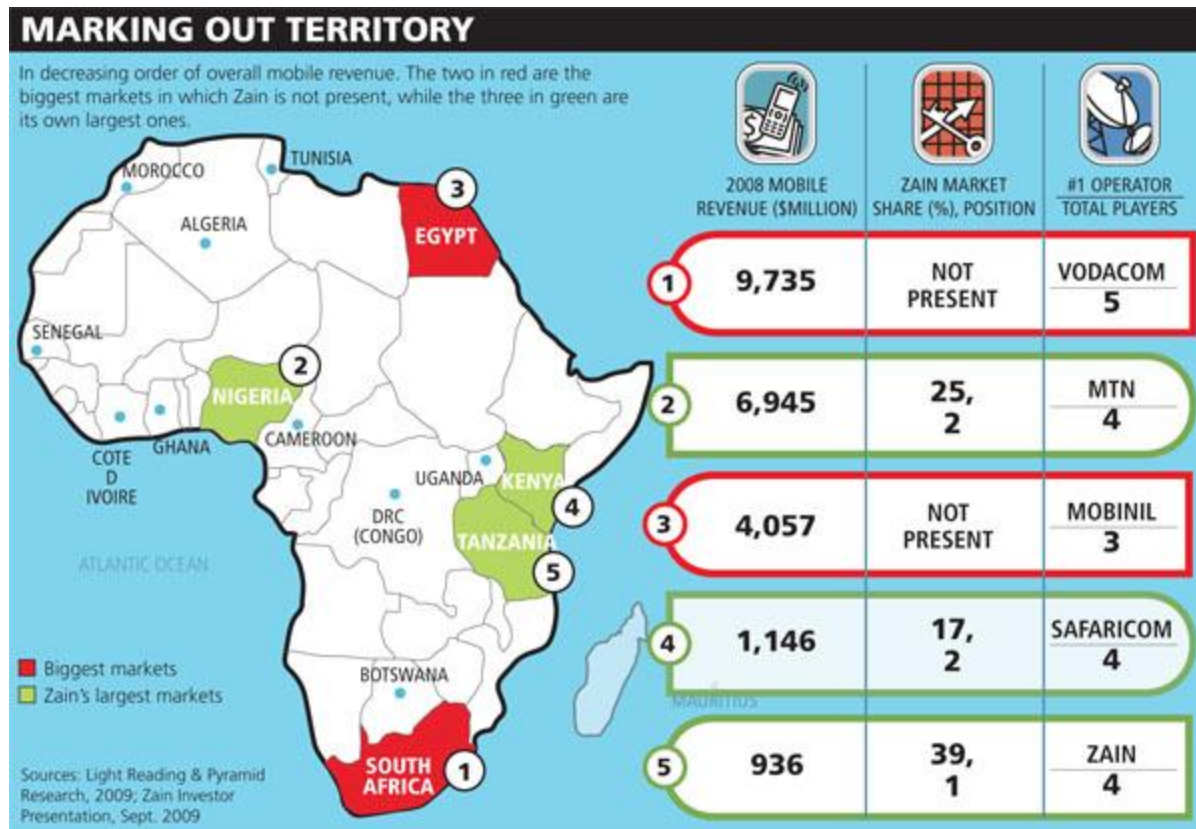 MARKING OUT TERRITORY
In decreasing order of overall mobile revenue. The two in red are the
biggest markets in which Zain is not present, while the three in green are
its own largest ones.
2008 MOBILE
REVENUE ($MILLION)
ZAIN MARKET
SHARE (%), POSITION
#1 OPERATOR
TOTAL PLAYERS
MOROCCO
TUNISIA
ALGERIA
3
EGYPT
SENEGAL
2
NIGERIA
CAMEROON
GHANA
COTE
D
IVOIRE
UGANDA
KENYA
4
DRC
(CONGO)
TANZANIA
5
ATLANTIC OCEAN
BOTSWANA
MAURITIUS
SOUTH
AFRICA
1
1
9,735
NOT
PRESENT
VODACOM
5
2
6,945
25,
2
MTN
4
3
4,057
NOT
PRESENT
MOBINIL
3
4
1,146
17,
2
SAFARICOM
4
5
936
39,
1
ZAIN
4
Biggest markets
Zain's largest markets
Sources: Light Reading & Pyramid
Research, 2009; Zain Investor
Presentation, Sept. 2009